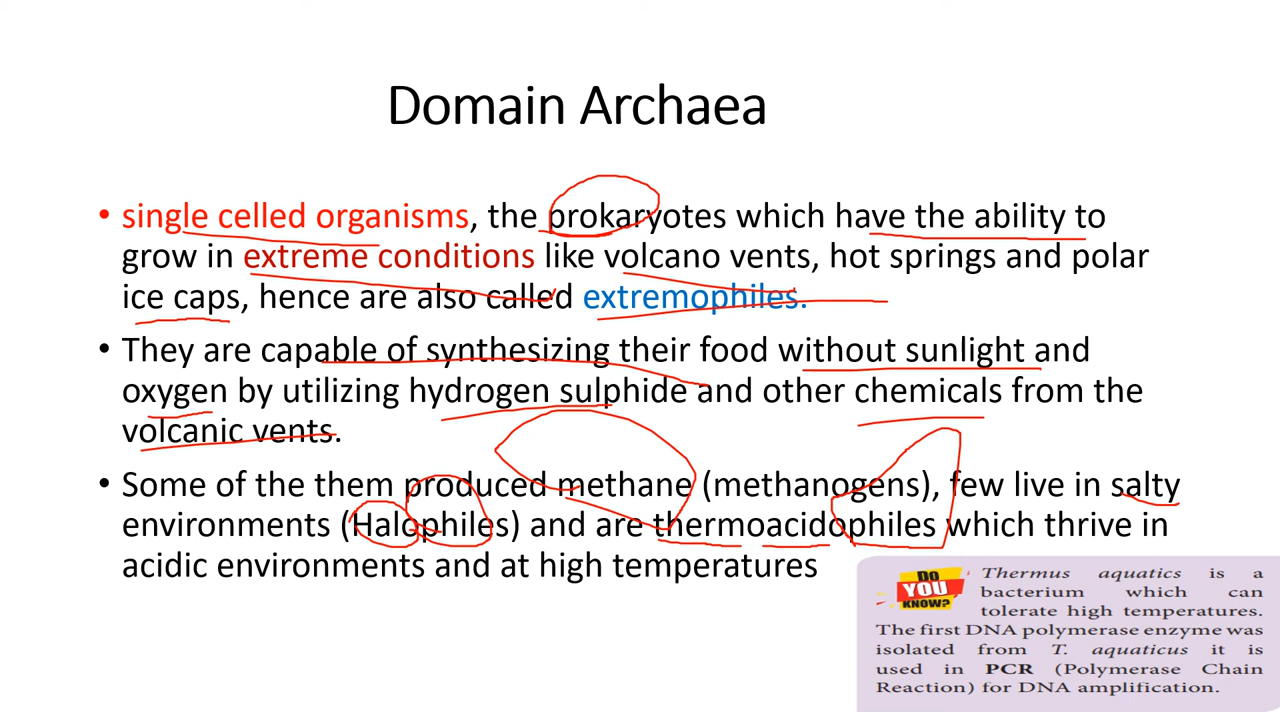 Domain Archaea
• single celled organisms, the prokaryotes which have the ability to
grow in extreme conditions like volcano vents, hot springs and polar
ice caps, hence are also called extremophiles.
• They are capable of synthesizing their food without sunlight and
oxygen by utilizing hydrogen sulphide and other chemicals from the
volcanic vents.
• Some of the them produced methane (methanogens), few live in salty
environments (Halophiles) and are thermoacidophiles which thrive in
acidic environments and at high temperatures
DO
YOU
KNOW?
Thermus aquatics is a
bacterium which can
tolerate high temperatures.
The first DNA polymerase enzyme was
isolated from T. aquaticus it is
used in PCR (Polymerase Chain
Reaction) for DNA amplification.